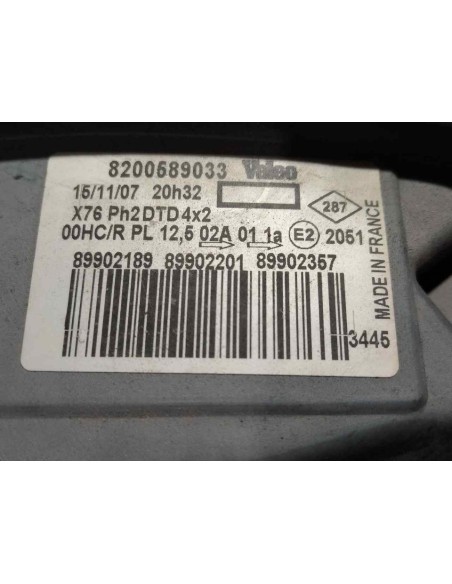 8200589033 Valeo
15/11/07 20h32
287
X76 Ph2DTD4x2
00HC/R PL 12,5 02A 01 1a E2 2051
MADE IN FRANCE
89902189 89902201 89902357
3445